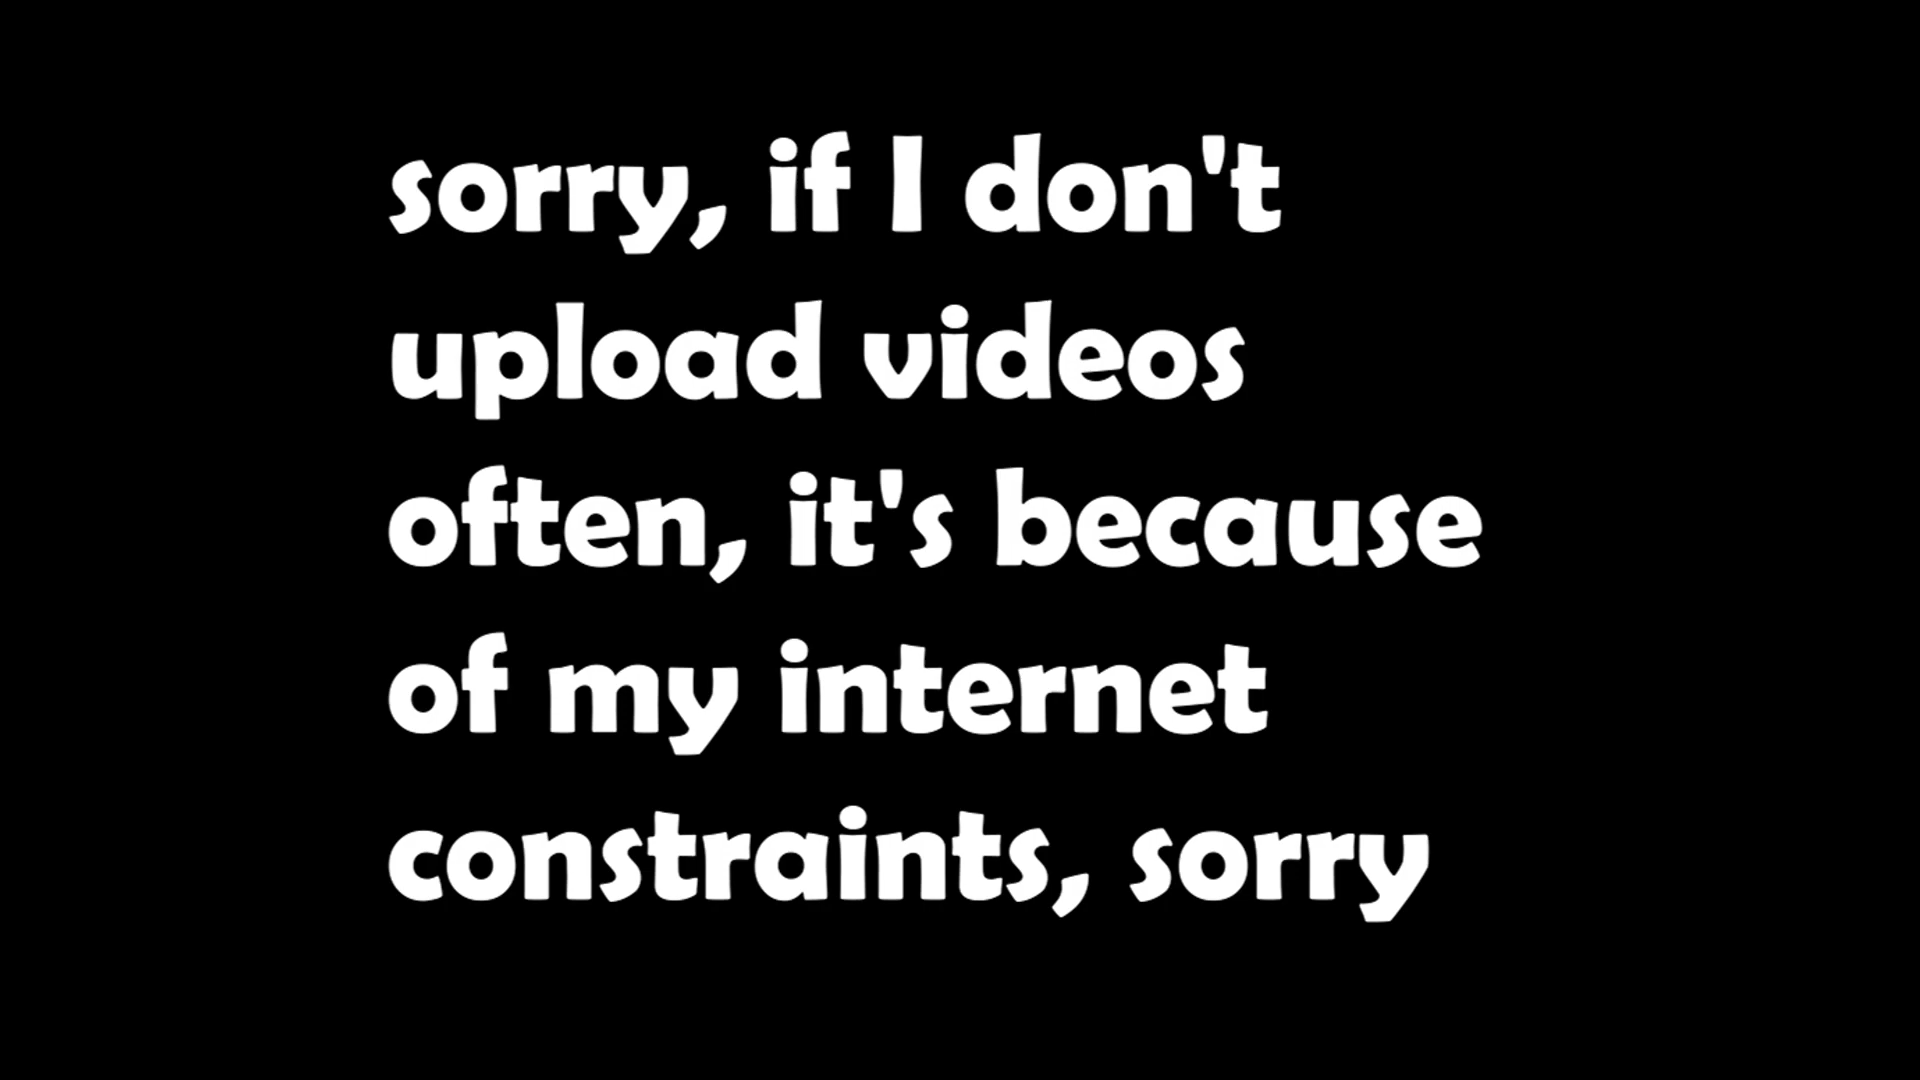 sorry, if I don't
upload videos
often, it's because
of my internet
constraints, sorry